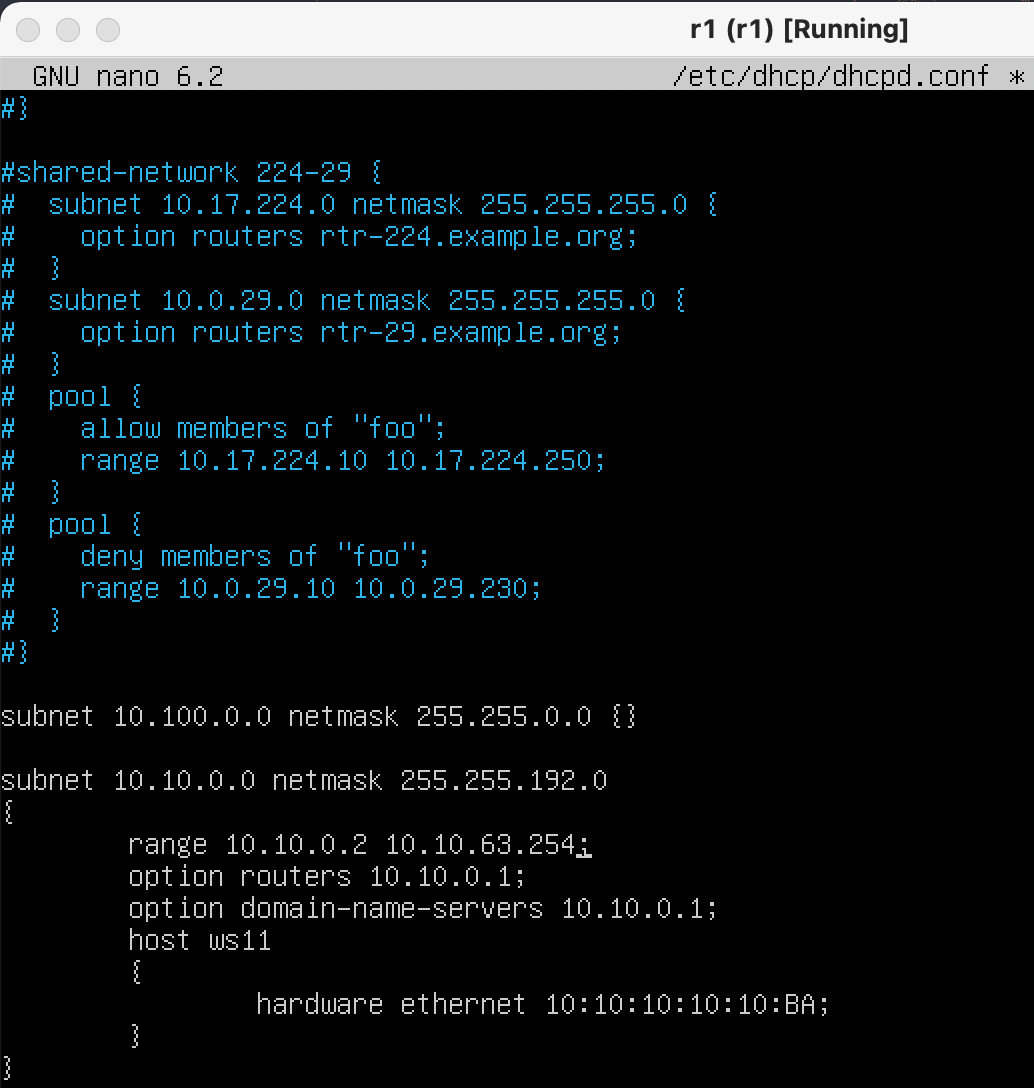 r1 (r1) [Running]
GNU nano 6.2 /etc/dhcp/dhcpd.conf *
#}
#shared-network 224-29 {
#  subnet 10.17.224.0 netmask 255.255.255.0 {
#    option routers rtr-224.example.org;
#  }
#  subnet 10.0.29.0 netmask 255.255.255.0 {
#    option routers rtr-29.example.org;
#  }
#  pool {
#    allow members of "foo";
#    range 10.17.224.10 10.17.224.250;
#  }
#  pool {
#    deny members of "foo";
#    range 10.0.29.10 10.0.29.230;
#  }
#}
subnet 10.100.0.0 netmask 255.255.0.0 {}
subnet 10.10.0.0 netmask 255.255.192.0
{
        range 10.10.0.2 10.10.63.254;
        option routers 10.10.0.1;
        option domain-name-servers 10.10.0.1;
        host ws11
        {
                hardware ethernet 10:10:10:10:10:BA;
        }
}